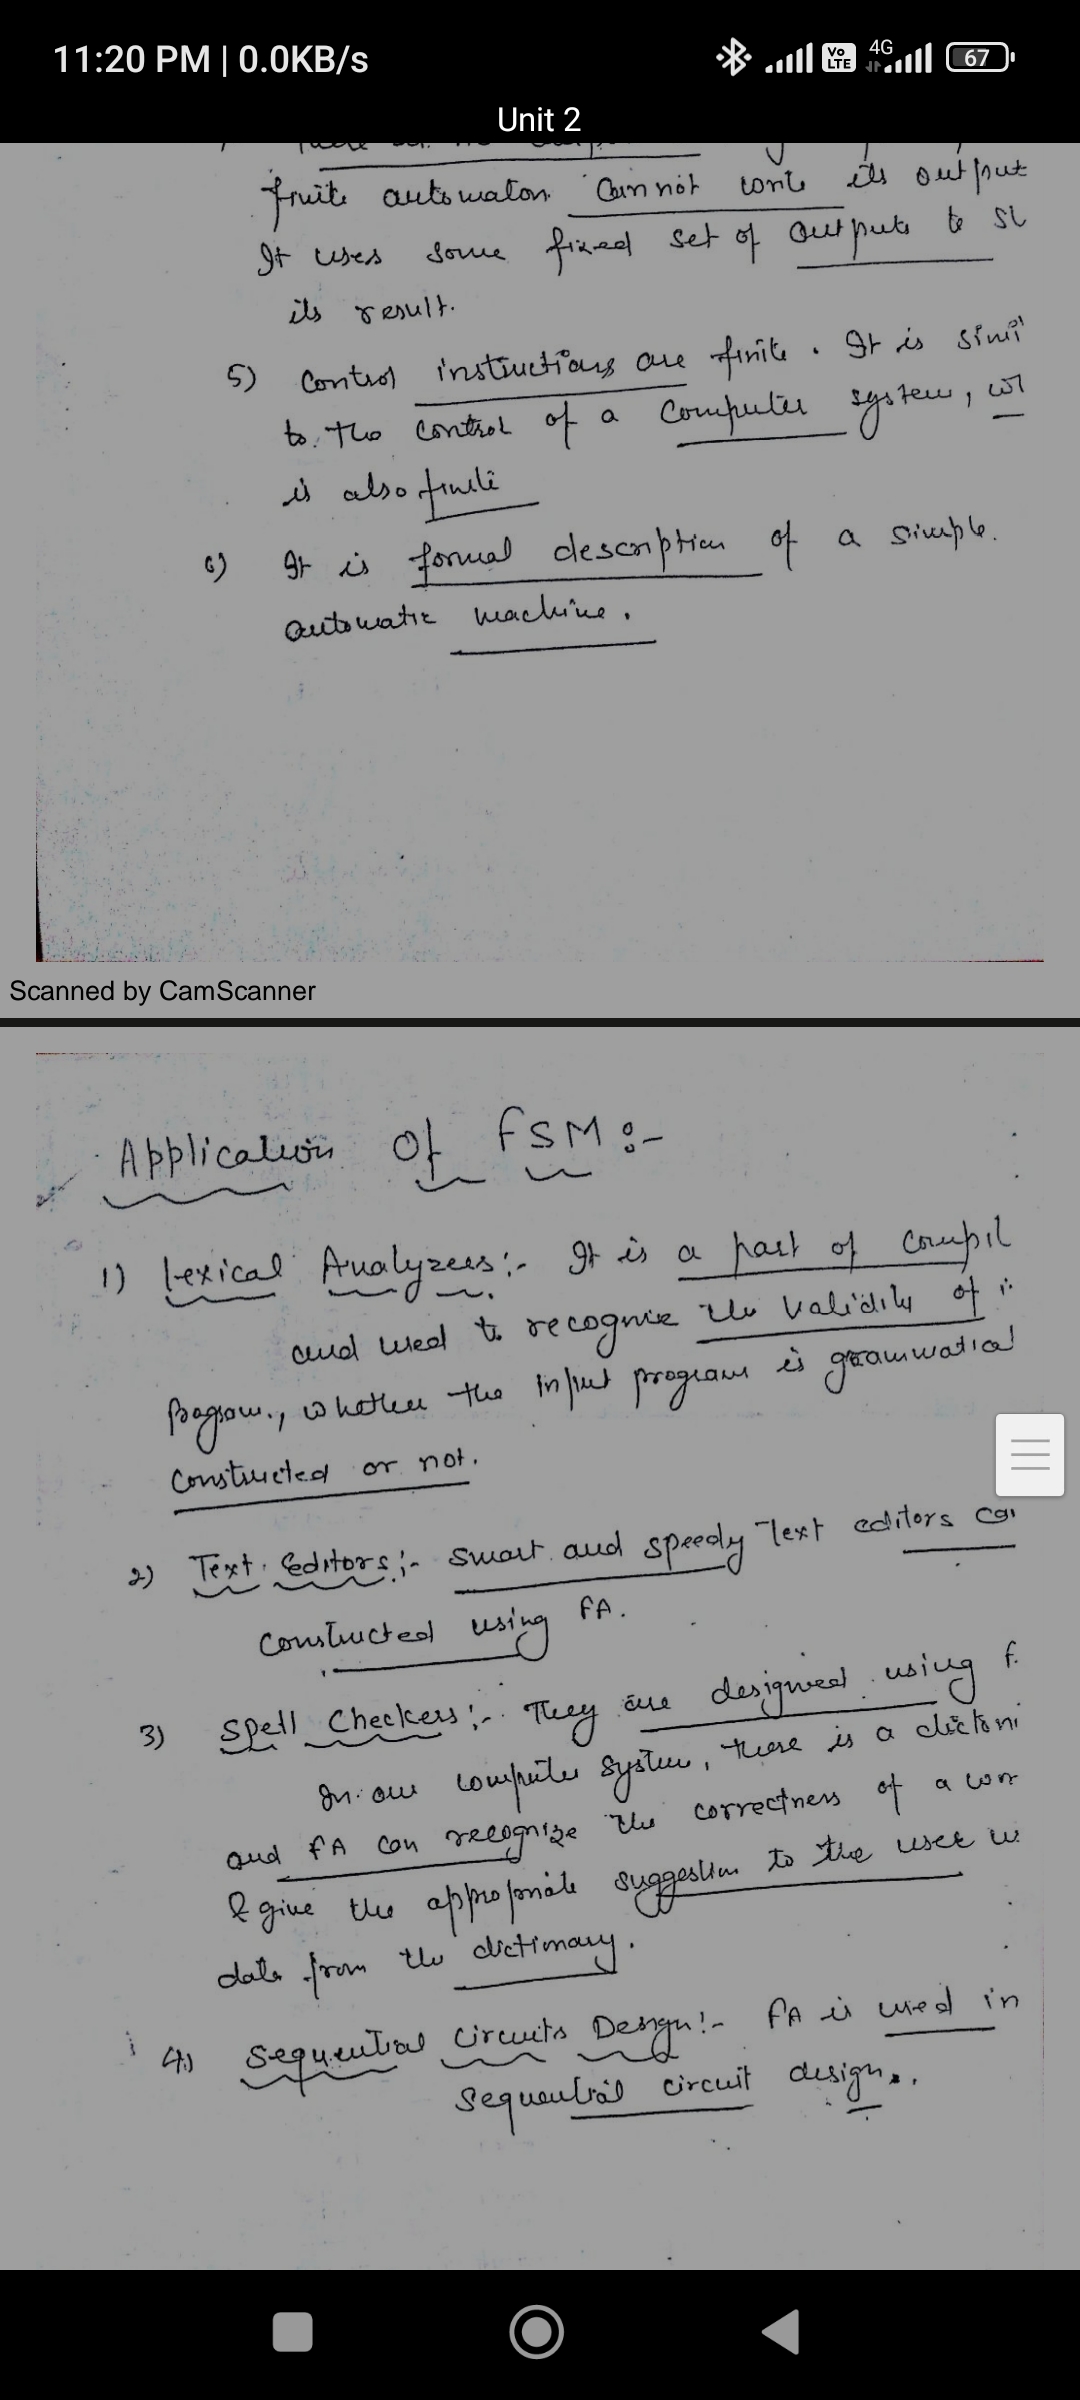 11:20 PM | 0.0KB/s Vo LTE 4G 67
Unit 2
finite automaton cannot write its output
It uses some fixed set of outputs to
its result.
5) Control instructions are finite. It is simi
to the control of a computer system, wh
is also finite
6) It is formal description of a simple.
automatic machine.
Scanned by CamScanner
Application Of FSM:-
1) Lexical Analyzers:- It is a part of compil
and used to recognize the validity of
Program., whether the input program is grammatical
constructed or not.
2) Text Editors:- smart and speedy Text editors can
constructed using FA.
3) Spell Checkers:- They are designed using F.
In our computer system, there is a dictoni
and FA can recognize the correctness of a wor
& give the appropriate suggestion to the user
data from the dictionary.
4) Sequential Circuits Design:- FA is used in
sequential circuit design.